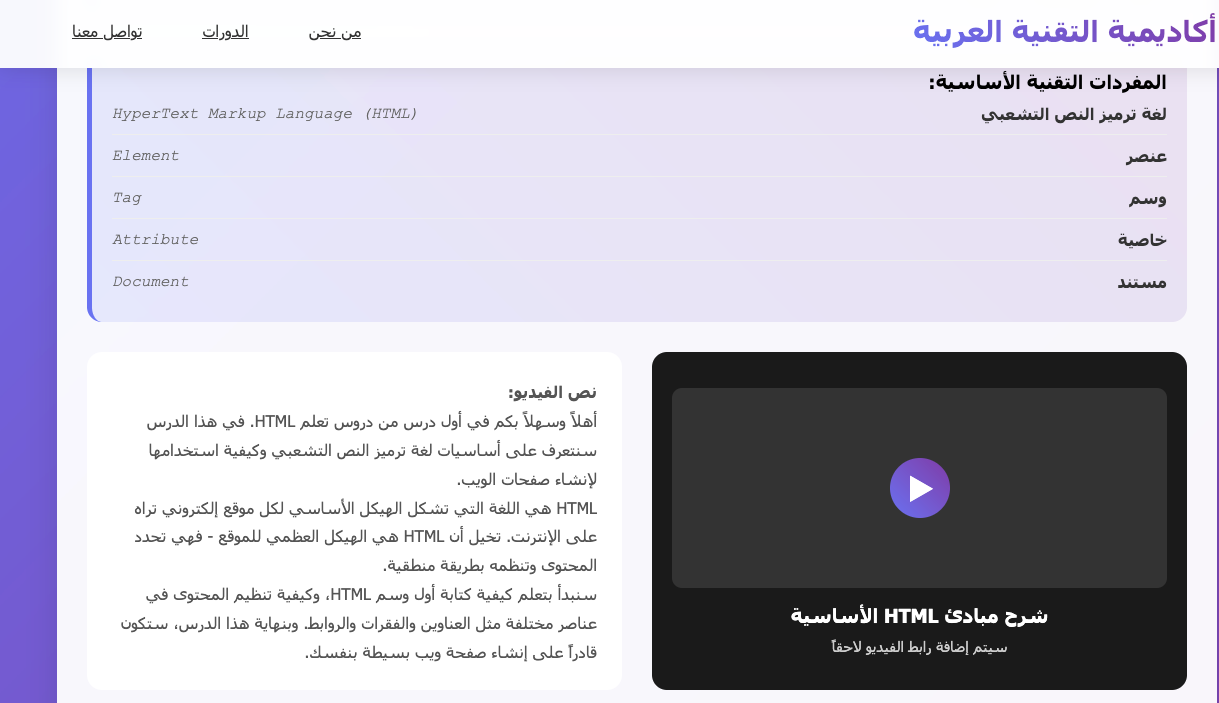 أكاديمية التقنية العربية
من نحن
الدورات
تواصل معنا
المفردات التقنية الأساسية:
لغة ترميز النص التشعبي
HyperText Markup Language (HTML)
عنصر
Element
وسم
Tag
خاصية
Attribute
مستند
Document
شرح مبادئ HTML الأساسية
سيتم إضافة رابط الفيديو لاحقاً
نص الفيديو:
أهلاً وسهلاً بكم في أول درس من دروس تعلم HTML. في هذا الدرس
سنتعرف على أساسيات لغة ترميز النص التشعبي وكيفية استخدامها
لإنشاء صفحات الويب.
HTML هي اللغة التي تشكل الهيكل الأساسي لكل موقع إلكتروني تراه
على الإنترنت. تخيل أن HTML هي الهيكل العظمي للموقع - فهي تحدد
المحتوى وتنظمه بطريقة منطقية.
سنبدأ بتعلم كيفية كتابة أول وسم HTML، وكيفية تنظيم المحتوى في
عناصر مختلفة مثل العناوين والفقرات والروابط. وبنهاية هذا الدرس، ستكون
قادراً على إنشاء صفحة ويب بسيطة بنفسك.